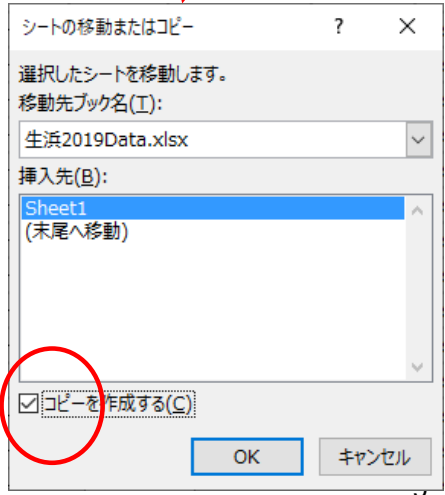 シートの移動またはコピー ? ×
選択したシートを移動します。
移動先ブック名(T):
生浜2019Data.xlsx
挿入先(B):
Sheet1
(末尾へ移動)
コピーを作成する(C)
OK キャンセル